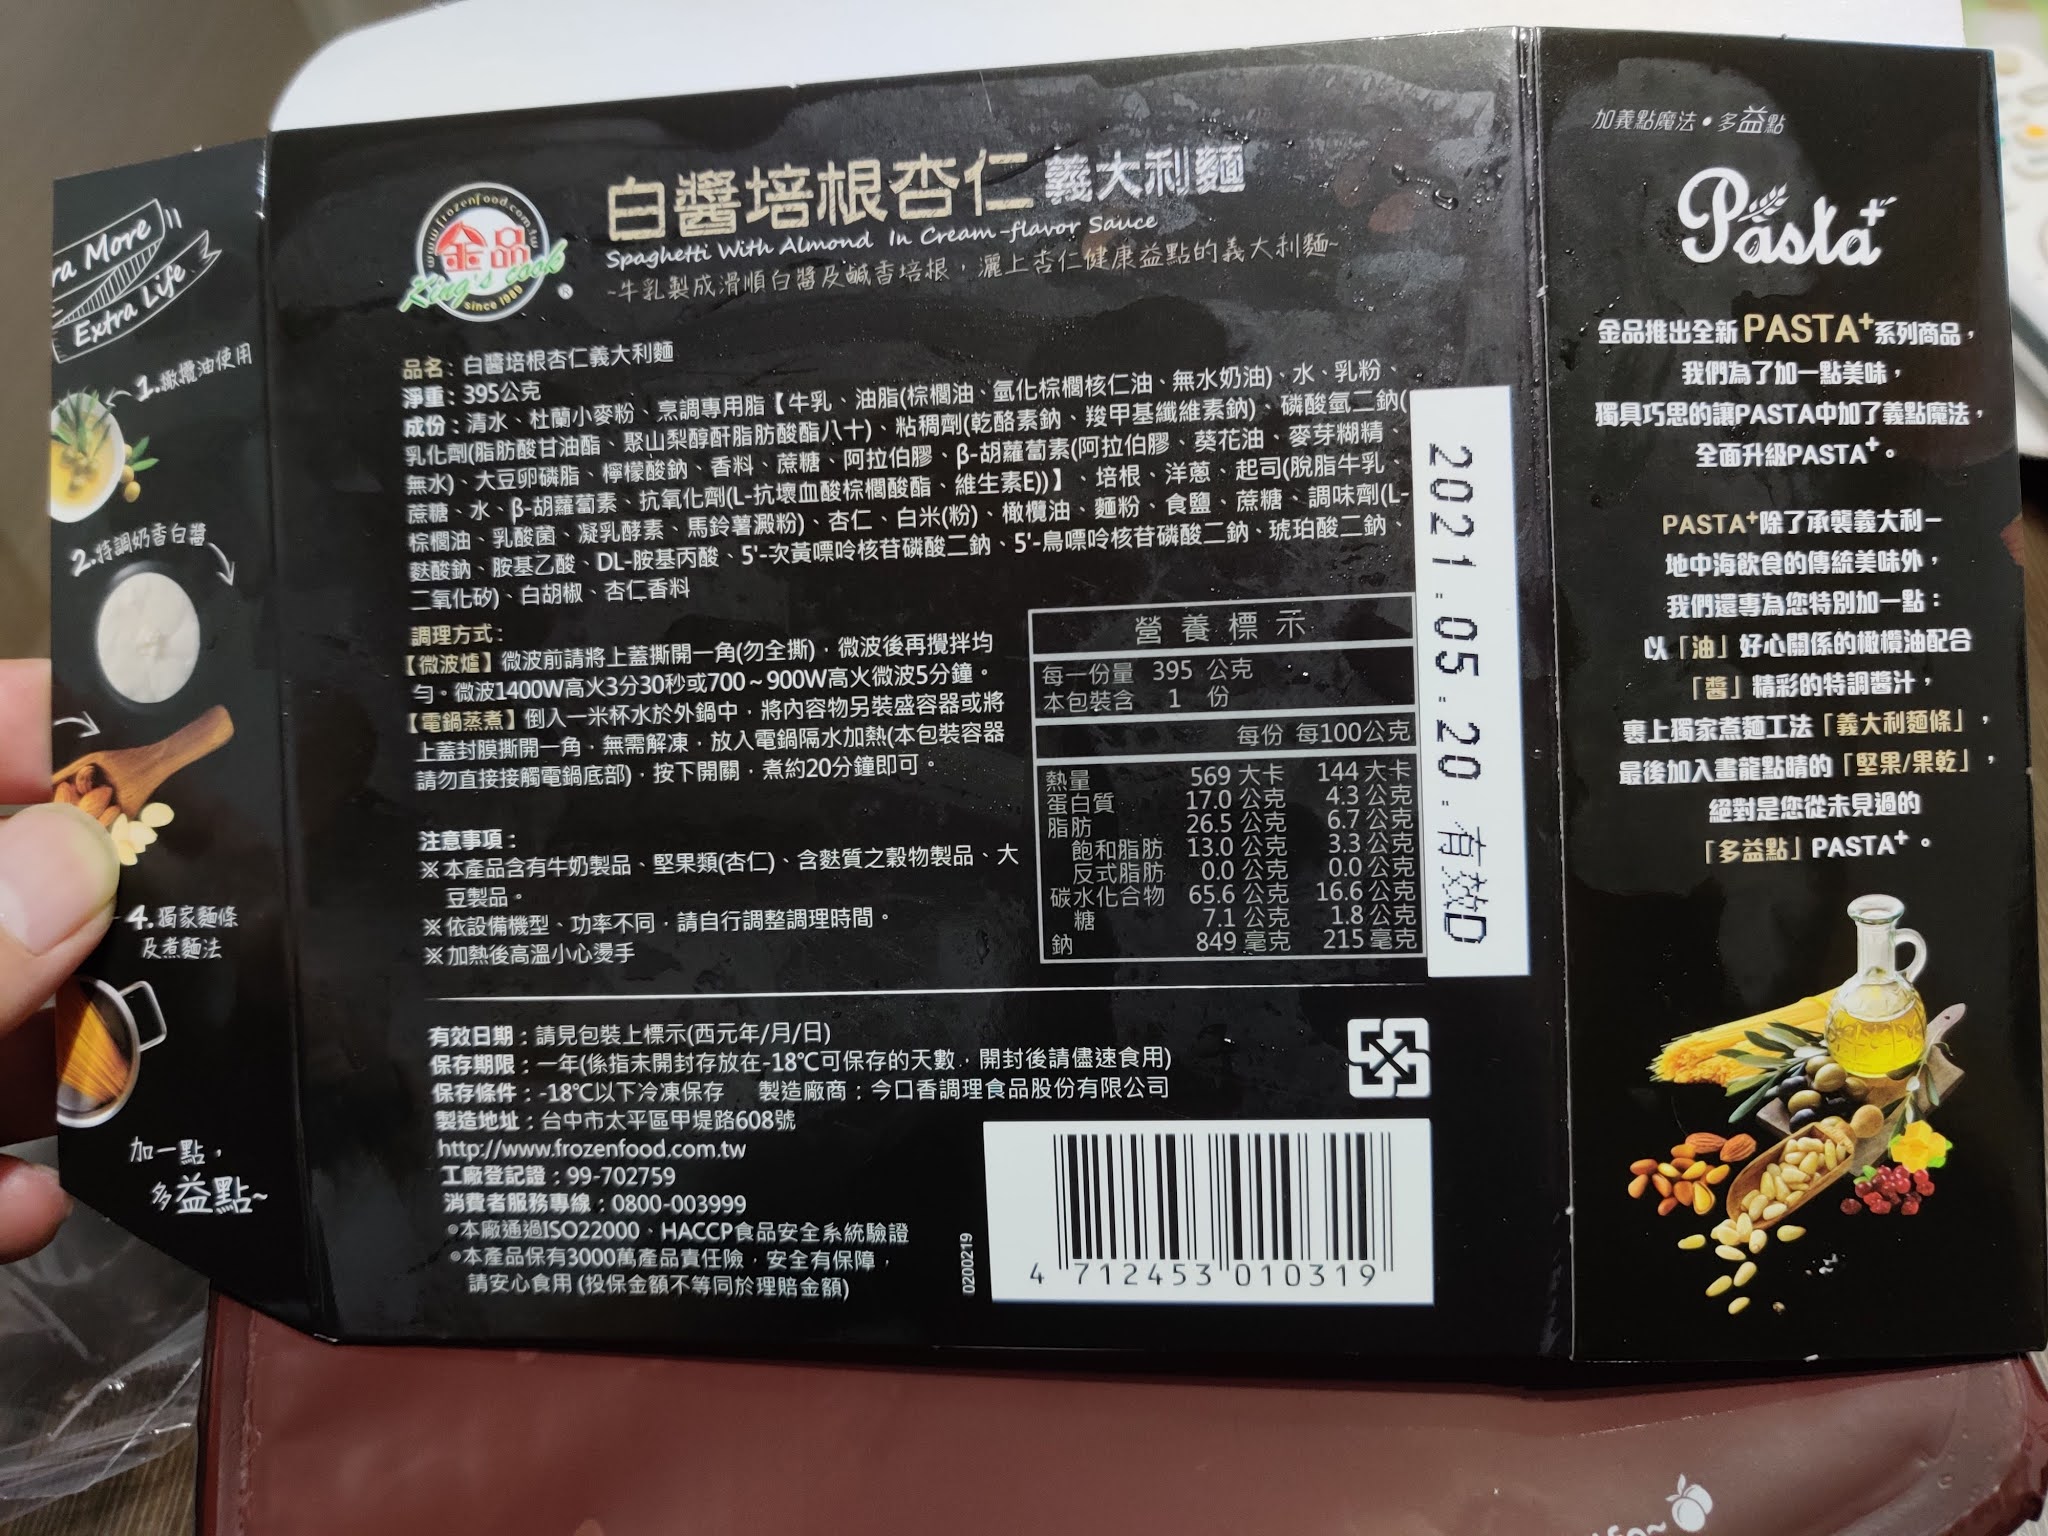 ra More
Extra Life
1.橄欖油使用
2.特調奶香白醬
4.獨家麵條
及煮麵法
加一點，
多益點~
www.frozenfood.com.tw
金品
King's cook
since 1989
®
白醬培根杏仁義大利麵
Spaghetti With Almond In Cream-flavor Sauce
-牛乳製成滑順白醬及鹹香培根，灑上杏仁健康益點的義大利麵~
品名：白醬培根杏仁義大利麵
淨重：395公克
成份：清水、杜蘭小麥粉、烹調專用脂【牛乳、油脂(棕櫚油、氫化棕櫚核仁油、無水奶油)、水、乳粉、
乳化劑(脂肪酸甘油酯、聚山梨醇酐脂肪酸酯八十)、粘稠劑(乾酪素鈉、羧甲基纖維素鈉)、磷酸氫二鈉(
無水)、大豆卵磷脂、檸檬酸鈉、香料、蔗糖、阿拉伯膠、β-胡蘿蔔素(阿拉伯膠、葵花油、麥芽糊精、
蔗糖、水、β-胡蘿蔔素、抗氧化劑(L-抗壞血酸棕櫚酸酯、維生素E))】、培根、洋蔥、起司(脫脂牛乳、
棕櫚油、乳酸菌、凝乳酵素、馬鈴薯澱粉)、杏仁、白米(粉)、橄欖油、麵粉、食鹽、蔗糖、調味劑(L-
麩酸鈉、胺基乙酸、DL-胺基丙酸、5'-次黃嘌呤核苷磷酸二鈉、5'-鳥嘌呤核苷磷酸二鈉、琥珀酸二鈉、
二氧化矽)、白胡椒、杏仁香料
調理方式：
【微波爐】微波前請將上蓋撕開一角(勿全撕)，微波後再攪拌均
勻。微波1400W高火3分30秒或700～900W高火微波5分鐘。
【電鍋蒸煮】倒入一米杯水於外鍋中，將內容物另裝盛容器或將
上蓋封膜撕開一角，無需解凍，放入電鍋隔水加熱(本包裝容器
請勿直接接觸電鍋底部)，按下開關，煮約20分鐘即可。
注意事項：
※本產品含有牛奶製品、堅果類(杏仁)、含麩質之穀物製品、大
豆製品。
※依設備機型、功率不同，請自行調整調理時間。
※加熱後高溫小心燙手
營養標示
每一份量 395 公克
本包裝含 1 份
每份 每100公克
熱量 569 大卡 144 大卡
蛋白質 17.0 公克 4.3 公克
脂肪 26.5 公克 6.7 公克
飽和脂肪 13.0 公克 3.3 公克
反式脂肪 0.0 公克 0.0 公克
碳水化合物 65.6 公克 16.6 公克
糖 7.1 公克 1.8 公克
鈉 849 毫克 215 毫克
2021.05.20.有效D
有效日期：請見包裝上標示(西元年/月/日)
保存期限：一年(係指未開封存放在-18℃可保存的天數，開封後請儘速食用)
保存條件：-18℃以下冷凍保存 製造廠商：今口香調理食品股份有限公司
製造地址：台中市太平區甲堤路608號
http://www.frozenfood.com.tw
工廠登記證：99-702759
消費者服務專線：0800-003999
◎本廠通過ISO22000、HACCP食品安全系統驗證
◎本產品保有3000萬產品責任險，安全有保障，
請安心食用 (投保金額不等同於理賠金額)
0200219
4 712453 010319
加義點魔法•多益點
Pasta+
金品推出全新PASTA+系列商品，
我們為了加一點美味，
獨具巧思的讓PASTA中加了義點魔法，
全面升級PASTA+。
PASTA+除了承襲義大利－
地中海飲食的傳統美味外，
我們還專為您特別加一點：
以「油」好心關係的橄欖油配合
「醬」精彩的特調醬汁，
裹上獨家煮麵工法「義大利麵條」，
最後加入畫龍點睛的「堅果/果乾」，
絕對是您從未見過的
「多益點」PASTA+。